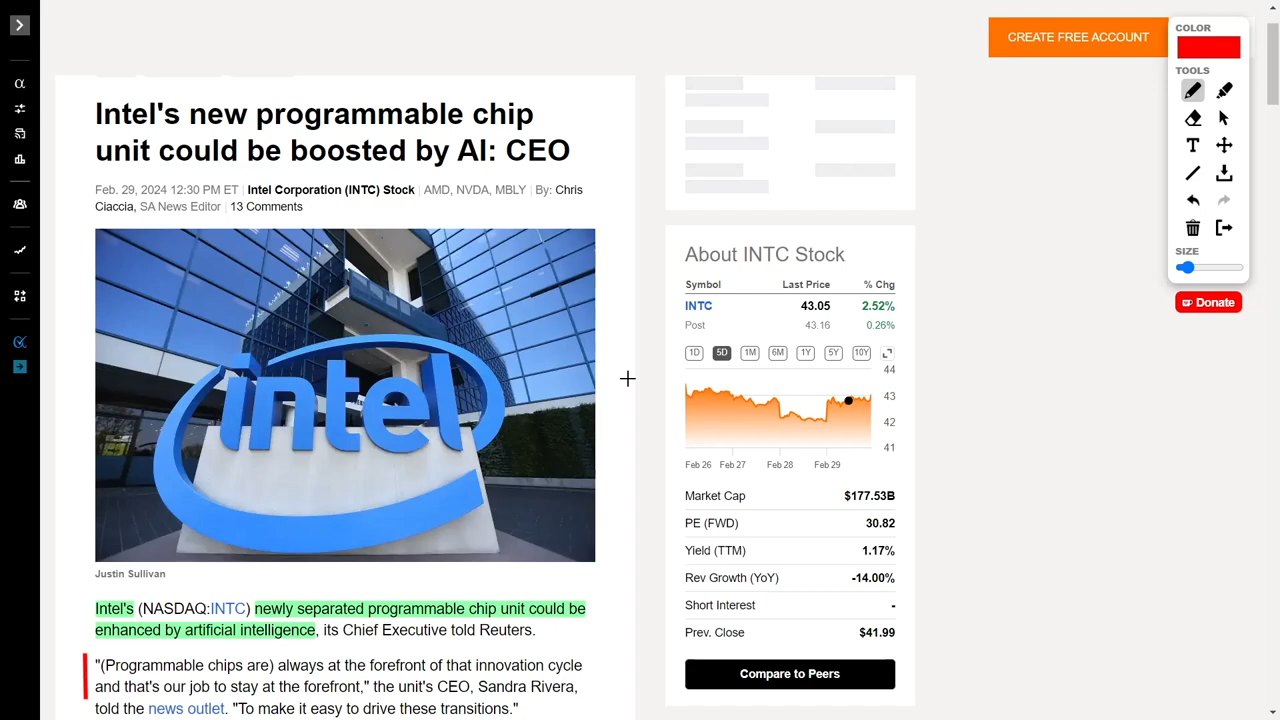 CREATE FREE ACCOUNT
COLOR
TOOLS
T
SIZE
Donate
α
Intel's new programmable chip
unit could be boosted by AI: CEO
Feb. 29, 2024 12:30 PM ET | Intel Corporation (INTC) Stock | AMD, NVDA, MBLY | By: Chris
Ciaccia, SA News Editor | 13 Comments
intel
Justin Sullivan
Intel's (NASDAQ:INTC) newly separated programmable chip unit could be
enhanced by artificial intelligence, its Chief Executive told Reuters.
"(Programmable chips are) always at the forefront of that innovation cycle
and that's our job to stay at the forefront," the unit's CEO, Sandra Rivera,
told the news outlet. "To make it easy to drive these transitions."
About INTC Stock
Symbol Last Price % Chg
INTC 43.05 2.52%
Post 43.16 0.26%
1D 5D 1M 6M 1Y 5Y 10Y
44
43
42
41
Feb 26 Feb 27 Feb 28 Feb 29
Market Cap $177.53B
PE (FWD) 30.82
Yield (TTM) 1.17%
Rev Growth (YoY) -14.00%
Short Interest -
Prev. Close $41.99
Compare to Peers